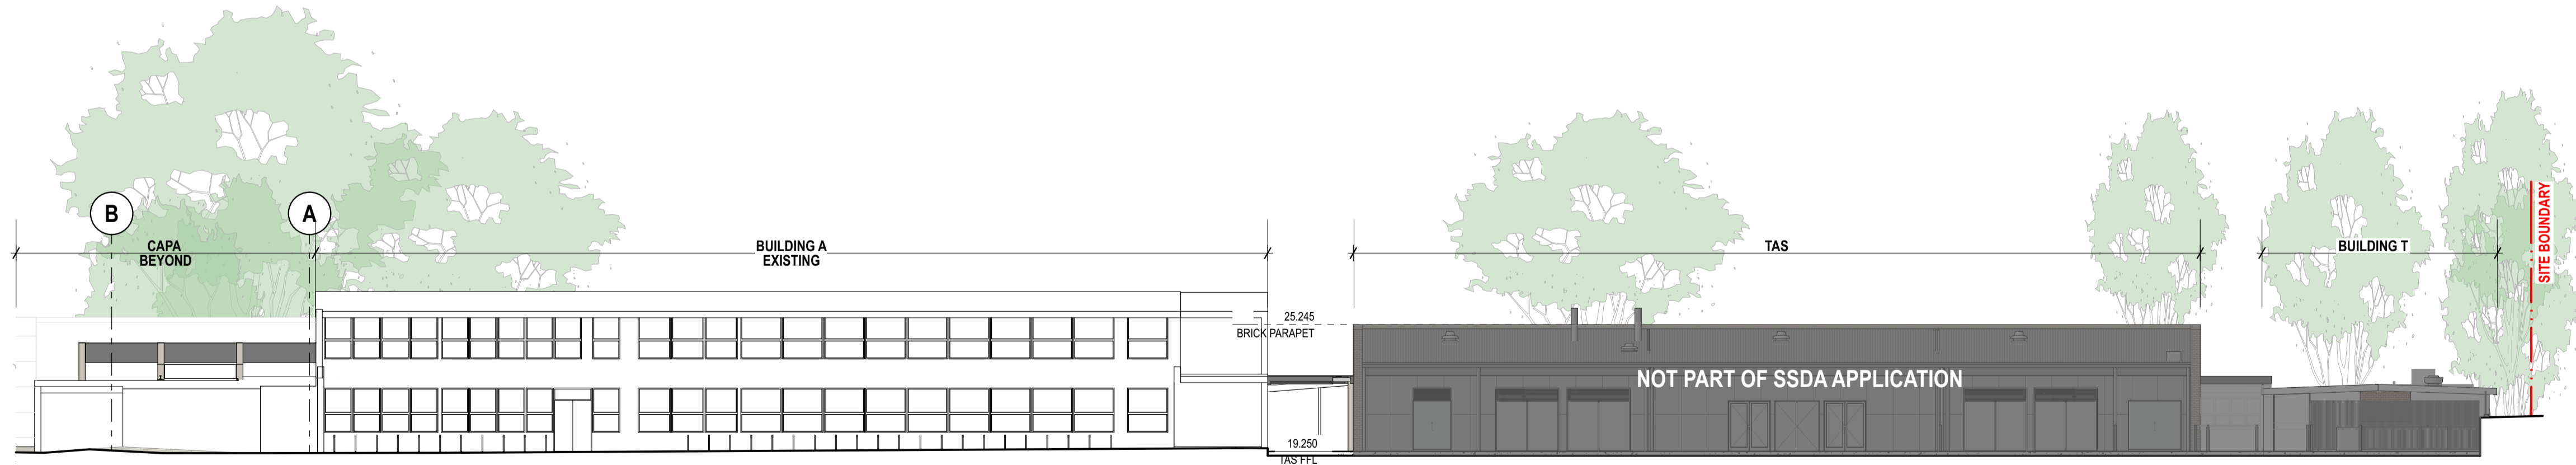 B
A
CAPA
BEYOND
BUILDING A
EXISTING
TAS
BUILDING T
SITE BOUNDARY
25.245
BRICK PARAPET
NOT PART OF SSDA APPLICATION
19.250
TAS FFL